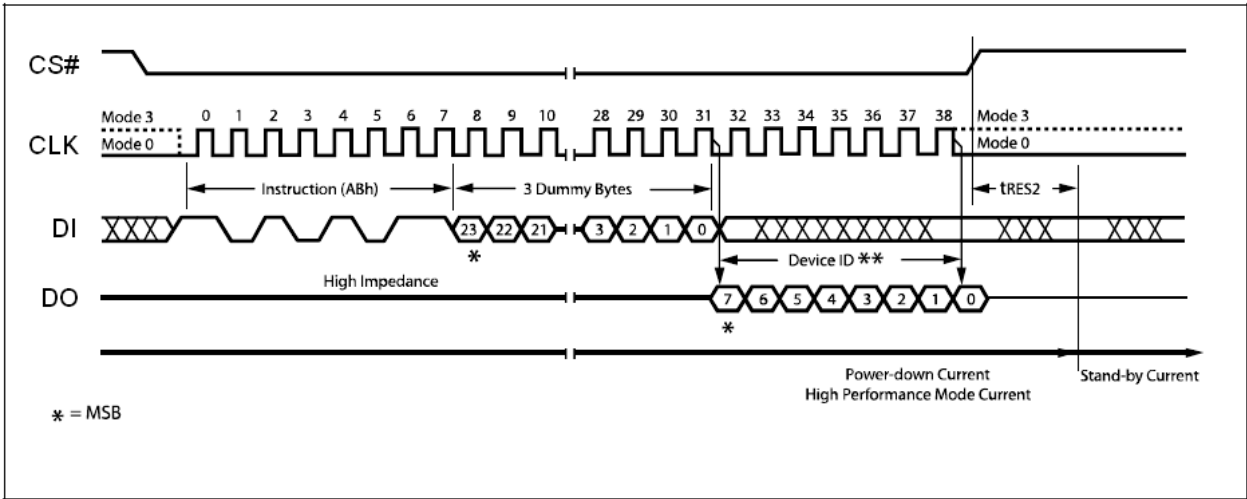 CS#
Mode 3 0 1 2 3 4 5 6 7 8 9 10 28 29 30 31 32 33 34 35 36 37 38 Mode 3
CLK Mode 0 Mode 0
Instruction (ABh) 3 Dummy Bytes tRES2
DI 23 22 21 3 2 1 0
* Device ID **
High Impedance
DO 7 6 5 4 3 2 1 0
*
Power-down Current Stand-by Current
High Performance Mode Current
* = MSB